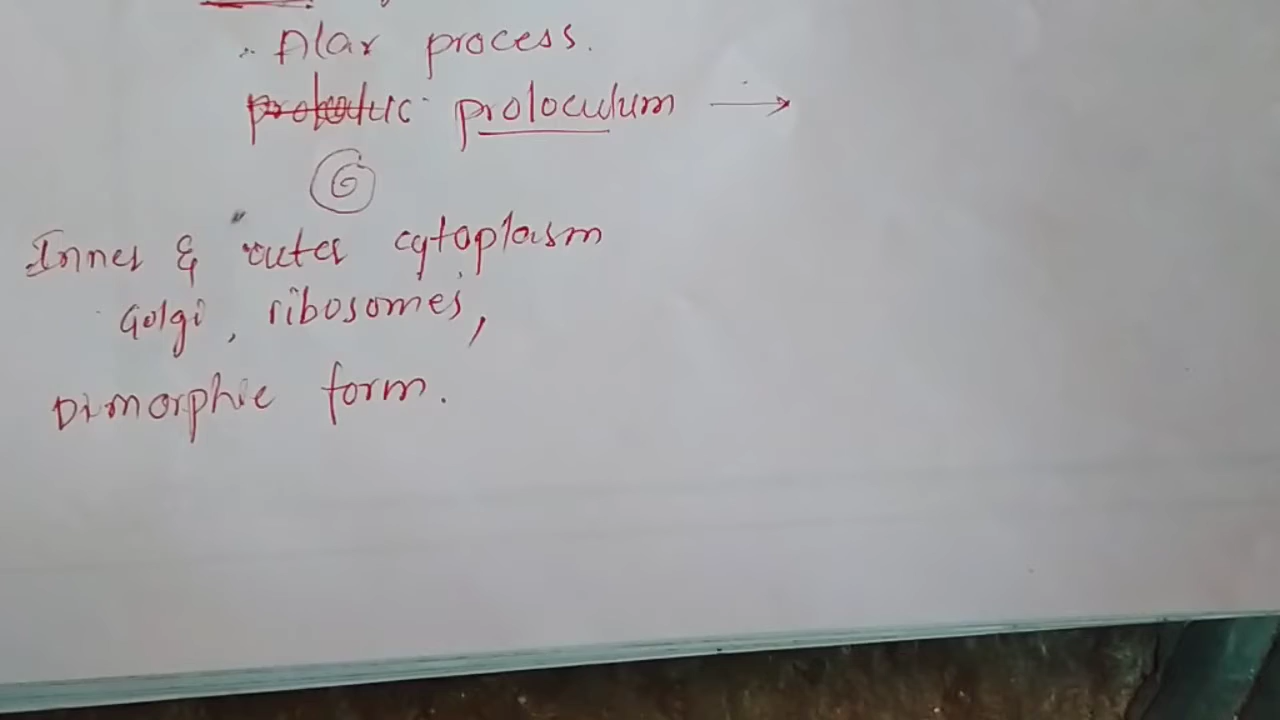 Alar process.
proloculum →
G
Inner & outer cytoplasm
Golgi, ribosomes,
Dimorphic form.